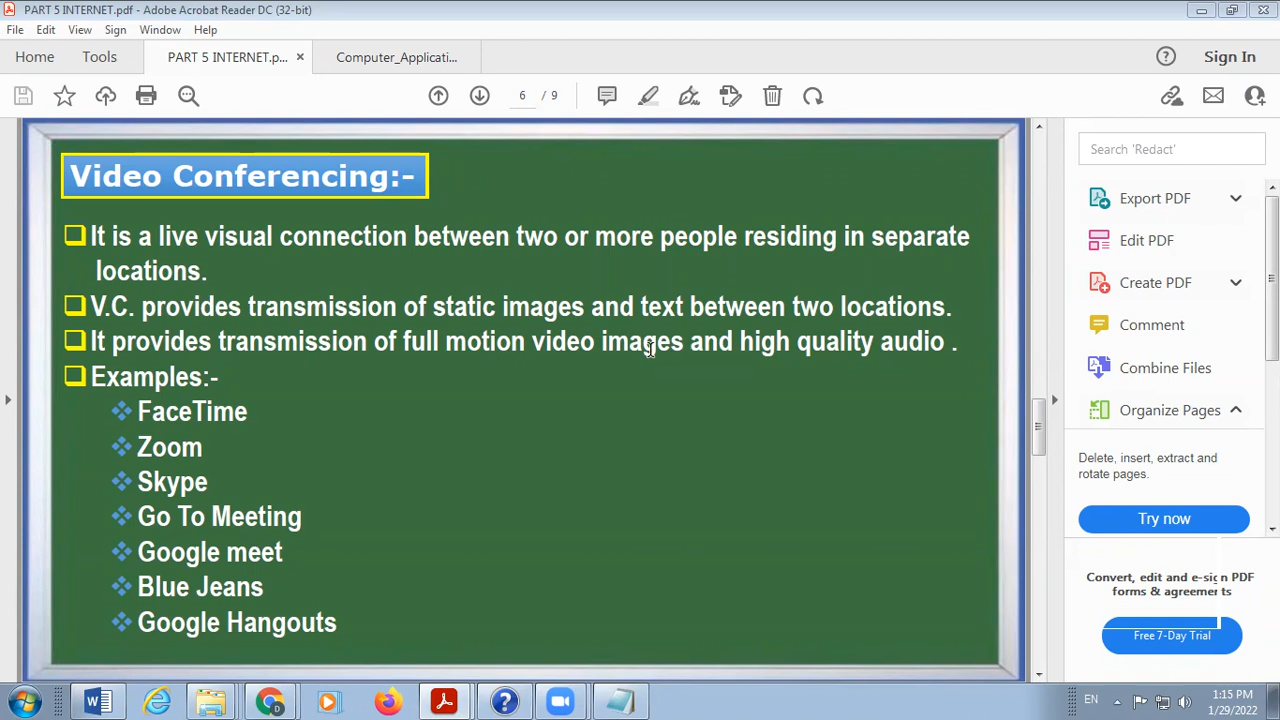 PART 5 INTERNET.pdf - Adobe Acrobat Reader DC (32-bit)
File Edit View Sign Window Help
Home Tools PART 5 INTERNET.p... × Computer_Applicati... Sign In
6 / 9
Video Conferencing:-
It is a live visual connection between two or more people residing in separate
locations.
V.C. provides transmission of static images and text between two locations.
It provides transmission of full motion video images and high quality audio .
Examples:-
FaceTime
Zoom
Skype
Go To Meeting
Google meet
Blue Jeans
Google Hangouts
Search 'Redact'
Export PDF
Edit PDF
Create PDF
Comment
Combine Files
Organize Pages
Delete, insert, extract and
rotate pages.
Try now
Convert, edit and e-sign PDF
forms & agreements
Free 7-Day Trial
EN
1:15 PM
1/29/2022